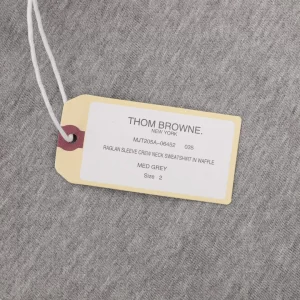 THOM BROWNE.
NEW YORK
MJT205A-06452 035
RAGLAN SLEEVE CREW NECK SWEATSHIRT IN WAFFLE
MED GREY
Size: 2